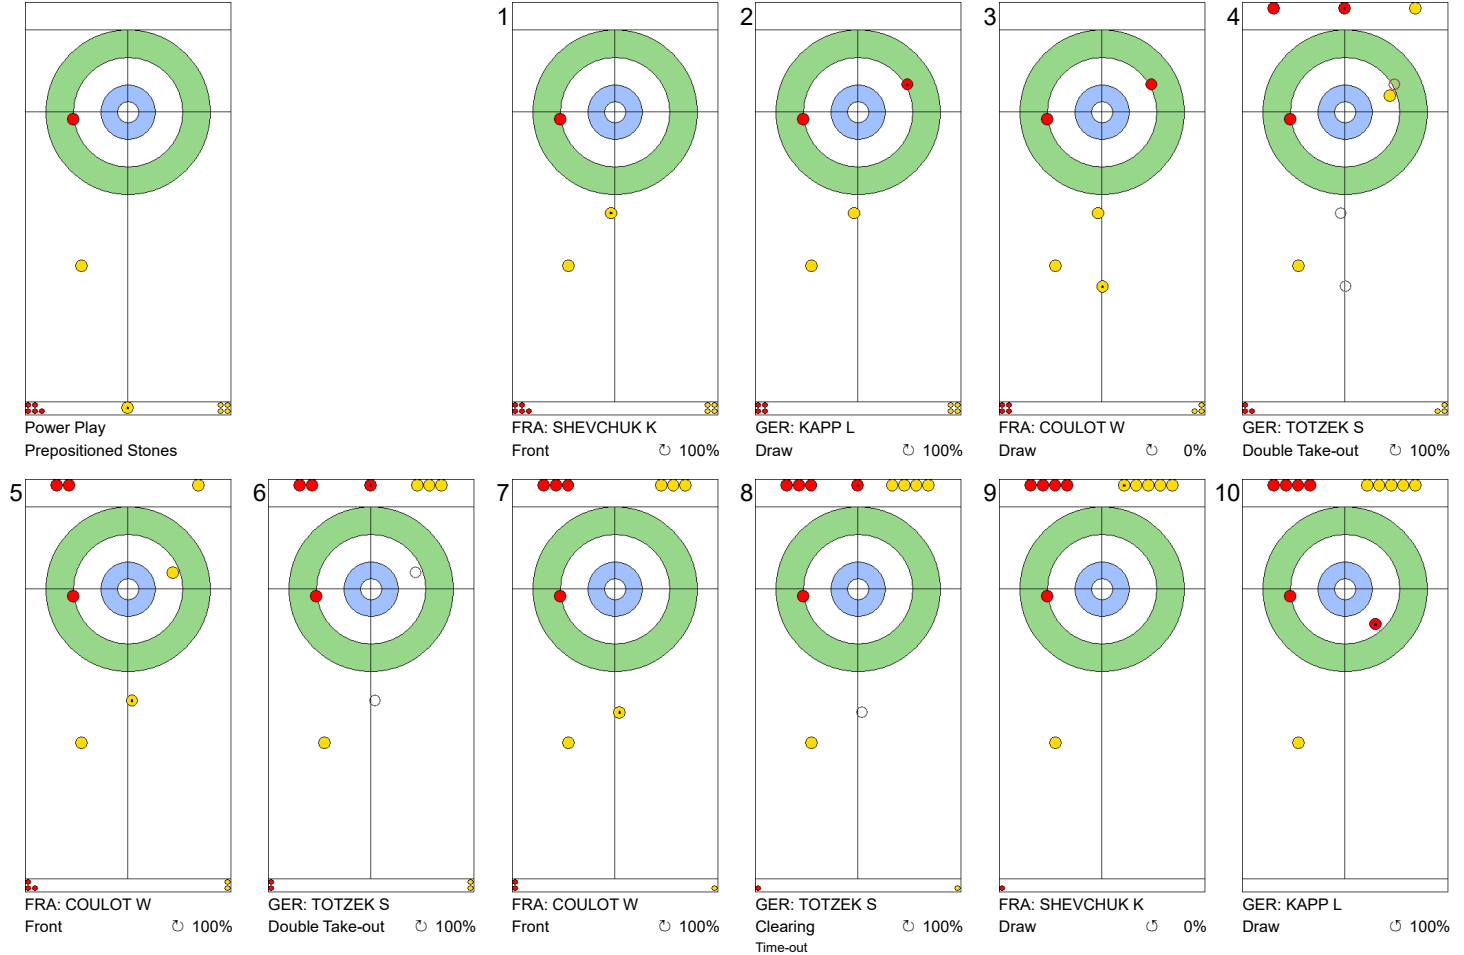 1
2
3
4
Power Play
Prepositioned Stones
FRA: SHEVCHUK K
Front ↻ 100%
GER: KAPP L
Draw ↻ 100%
FRA: COULOT W
Draw ↻ 0%
GER: TOTZEK S
Double Take-out ↻ 100%
5
6
7
8
9
10
FRA: COULOT W
Front ↻ 100%
GER: TOTZEK S
Double Take-out ↻ 100%
FRA: COULOT W
Front ↻ 100%
GER: TOTZEK S
Clearing ↻ 100%
Time-out
FRA: SHEVCHUK K
Draw ↺ 0%
GER: KAPP L
Draw ↺ 100%